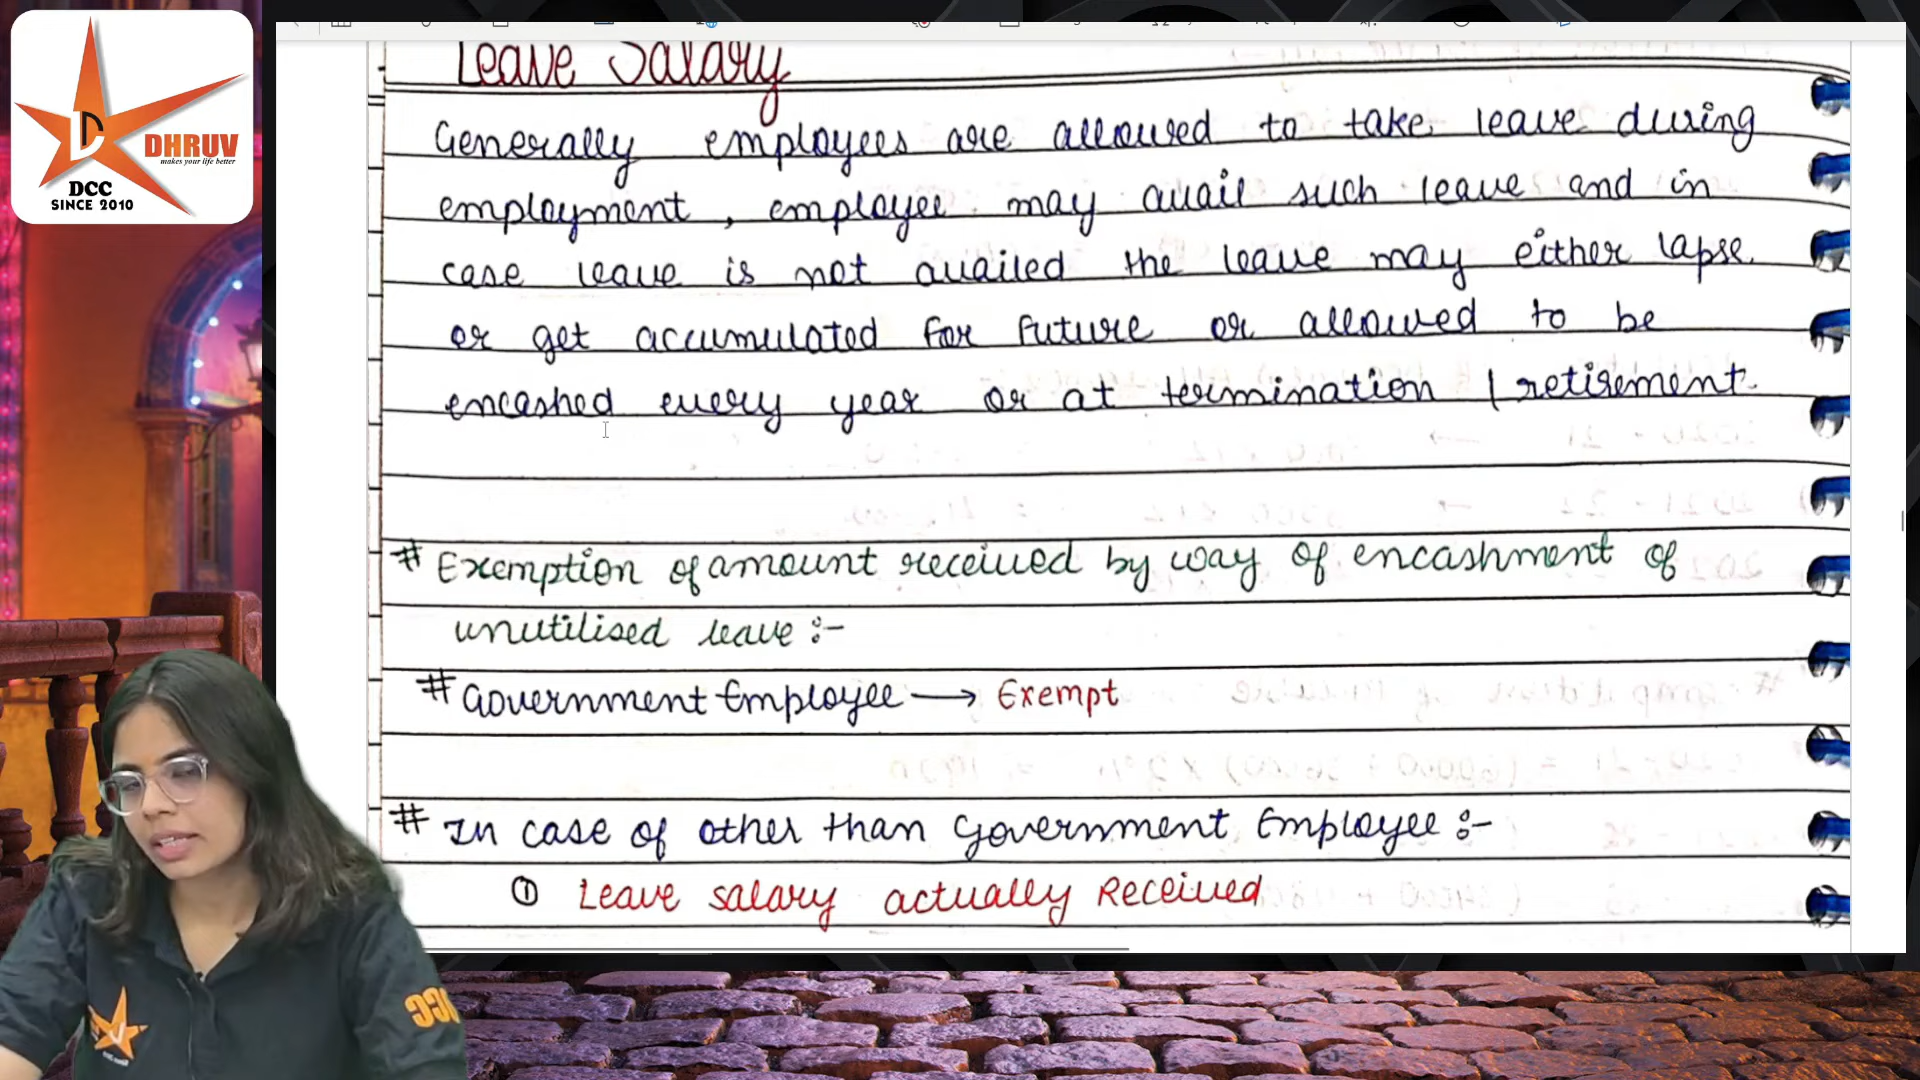 DHRUV
makes your life better
DCC
SINCE 2010
Leave Salary
Generally employees are allowed to take leave during
employment, employee may avail such leave and in
case leave is not availed the leave may either lapse
or get accumulated for future or allowed to be
encashed every year or at termination / retirement.
# Exemption of amount received by way of encashment of
unutilised leave :-
# Government Employee → Exempt
# In case of other than Government Employee :-
① Leave salary actually Received
DCC